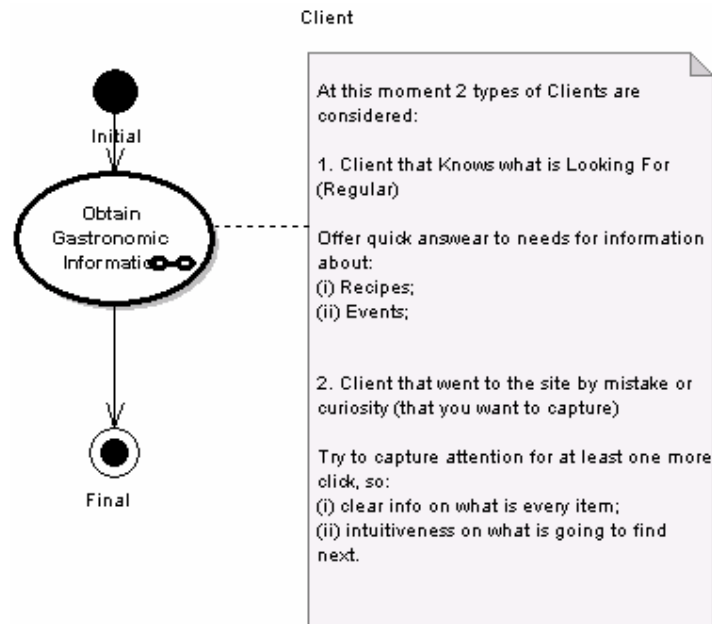 Client
Initial
Obtain
Gastronomic
Informatio
At this moment 2 types of Clients are
considered:
1. Client that Knows what is Looking For
(Regular)
Offer quick answear to needs for information
about:
(i) Recipes;
(ii) Events;
2. Client that went to the site by mistake or
curiosity (that you want to capture)
Try to capture attention for at least one more
click, so:
(i) clear info on what is every item;
(ii) intuitiveness on what is going to find
next.
Final